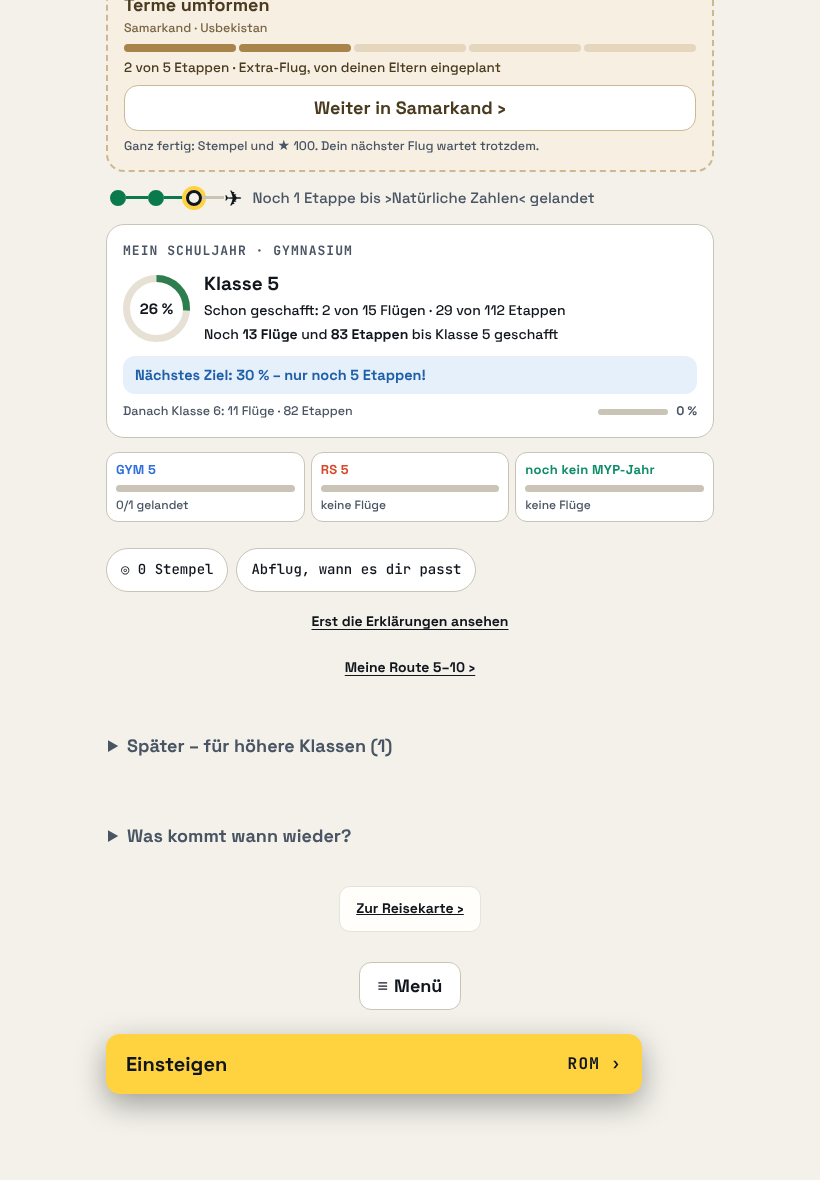 Terme umformen
Samarkand · Usbekistan
2 von 5 Etappen · Extra-Flug, von deinen Eltern eingeplant
Weiter in Samarkand ›
Ganz fertig: Stempel und ★ 100. Dein nächster Flug wartet trotzdem.
Noch 1 Etappe bis ›Natürliche Zahlen‹ gelandet
MEIN SCHULJAHR · GYMNASIUM
26 %
Klasse 5
Schon geschafft: 2 von 15 Flügen · 29 von 112 Etappen
Noch 13 Flüge und 83 Etappen bis Klasse 5 geschafft
Nächstes Ziel: 30 % – nur noch 5 Etappen!
Danach Klasse 6: 11 Flüge · 82 Etappen 0 %
GYM 5
0/1 gelandet
RS 5
keine Flüge
noch kein MYP-Jahr
keine Flüge
◎ 0 Stempel
Abflug, wann es dir passt
Erst die Erklärungen ansehen
Meine Route 5–10 ›
Später – für höhere Klassen (1)
Was kommt wann wieder?
Zur Reisekarte ›
≡ Menü
Einsteigen ROM ›